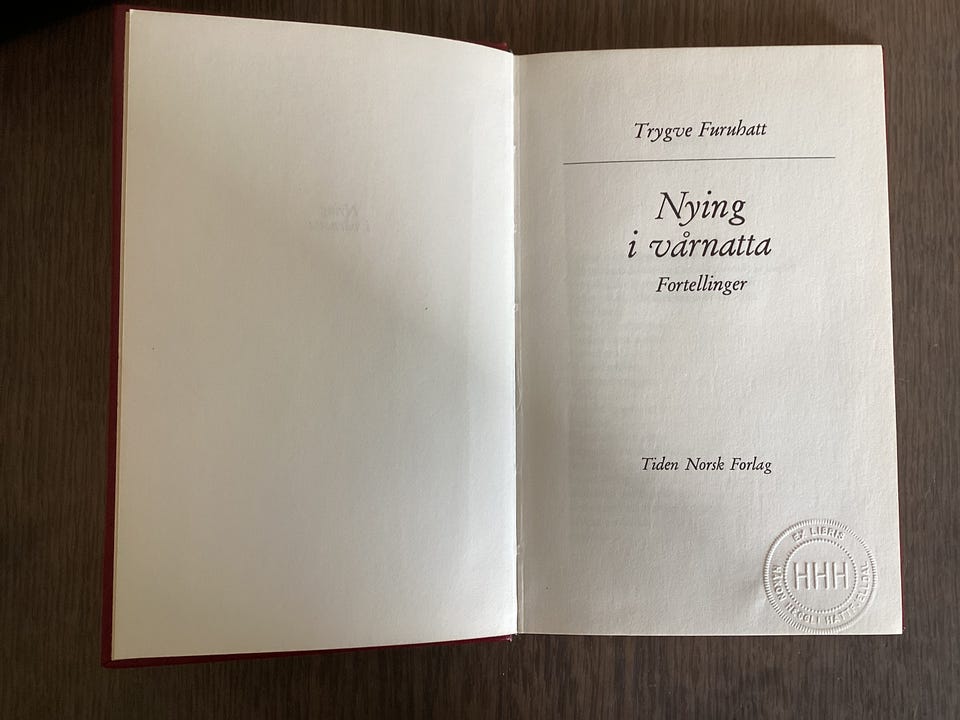 Trygve Furuhatt
Nying
i vårnatta
Fortellinger
Tiden Norsk Forlag
EX LIBRIS
HHH